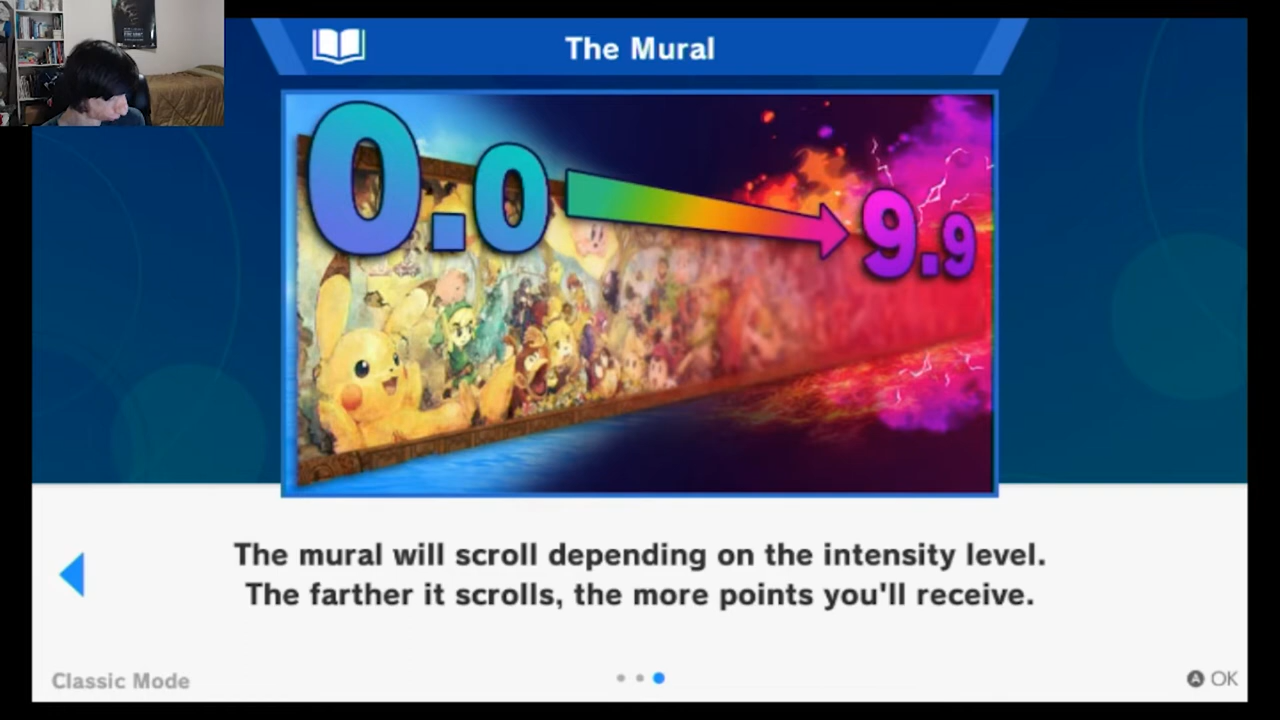 The Mural
0.0
9.9
The mural will scroll depending on the intensity level.
The farther it scrolls, the more points you'll receive.
Classic Mode
A OK